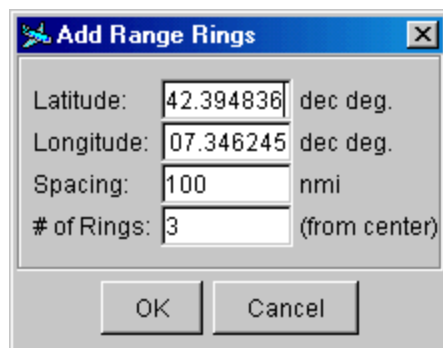 Add Range Rings
Latitude: 42.394836 dec deg.
Longitude: 07.346245 dec deg.
Spacing: 100 nmi
# of Rings: 3 (from center)
OK Cancel